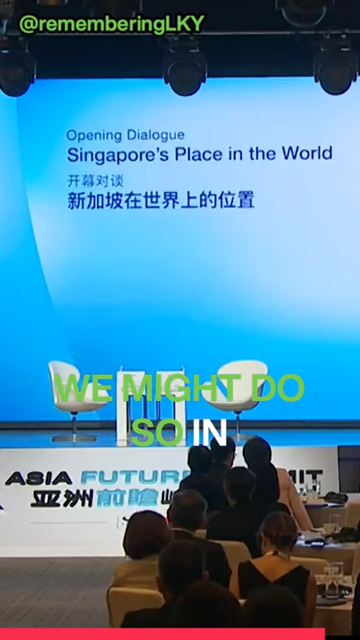 @rememberingLKY
Opening Dialogue
Singapore's Place in the World
开幕对谈
新加坡在世界上的位置
WE MIGHT DO
SO IN
ASIA FUTURE
亚洲前瞻峰